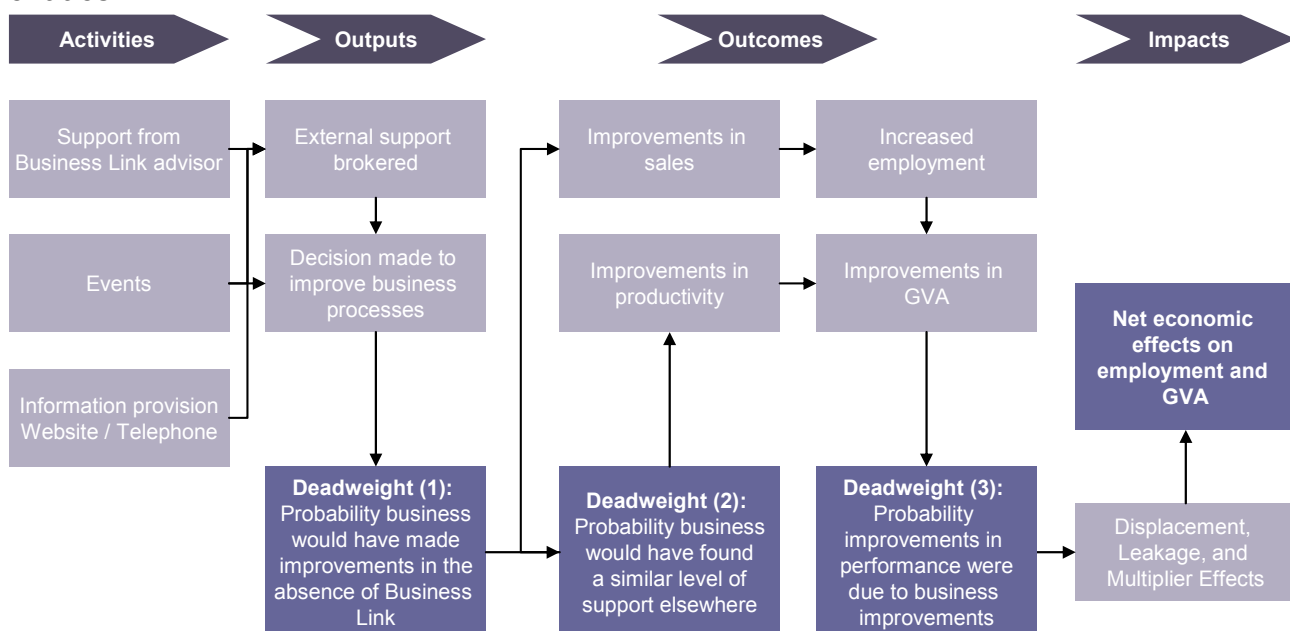 Activities
Outputs
Outcomes
Impacts
Support from
Business Link advisor
External support
brokered
Improvements in
sales
Increased
employment
Events
Decision made to
improve business
processes
Improvements in
productivity
Improvements in
GVA
Net economic
effects on
employment and
GVA
Information provision
Website / Telephone
Deadweight (1):
Probability business
would have made
improvements in the
absence of Business
Link
Deadweight (2):
Probability business
would have found
a similar level of
support elsewhere
Deadweight (3):
Probability
improvements in
performance were
due to business
improvements
Displacement,
Leakage, and
Multiplier Effects